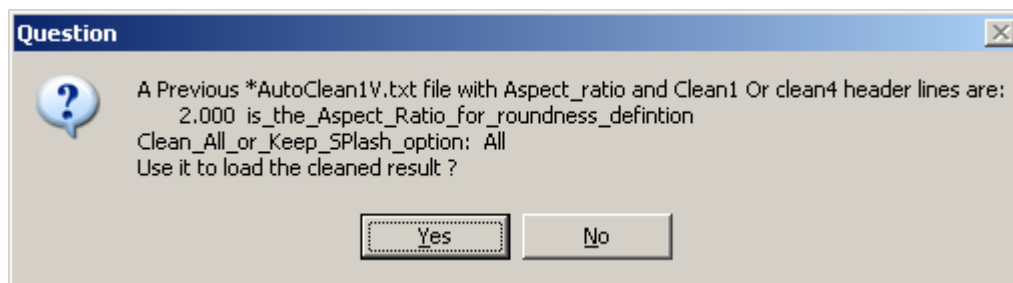 Question
A Previous *AutoClean1V.txt file with Aspect_ratio and Clean1 Or clean4 header lines are:
2.000 is_the_Aspect_Ratio_for_roundness_defintion
Clean_All_or_Keep_SPlash_option: All
Use it to load the cleaned result ?
Yes
No